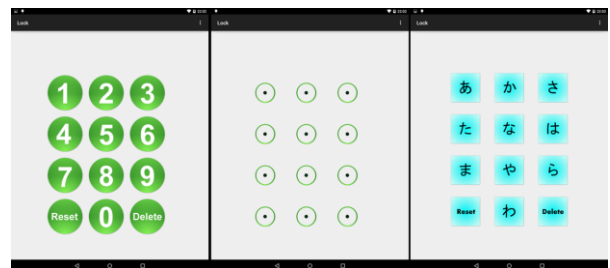 Lock
1 2 3
4 5 6
7 8 9
Reset 0 Delete
Lock
Lock
あ か さ
た な は
ま や ら
Reset わ Delete